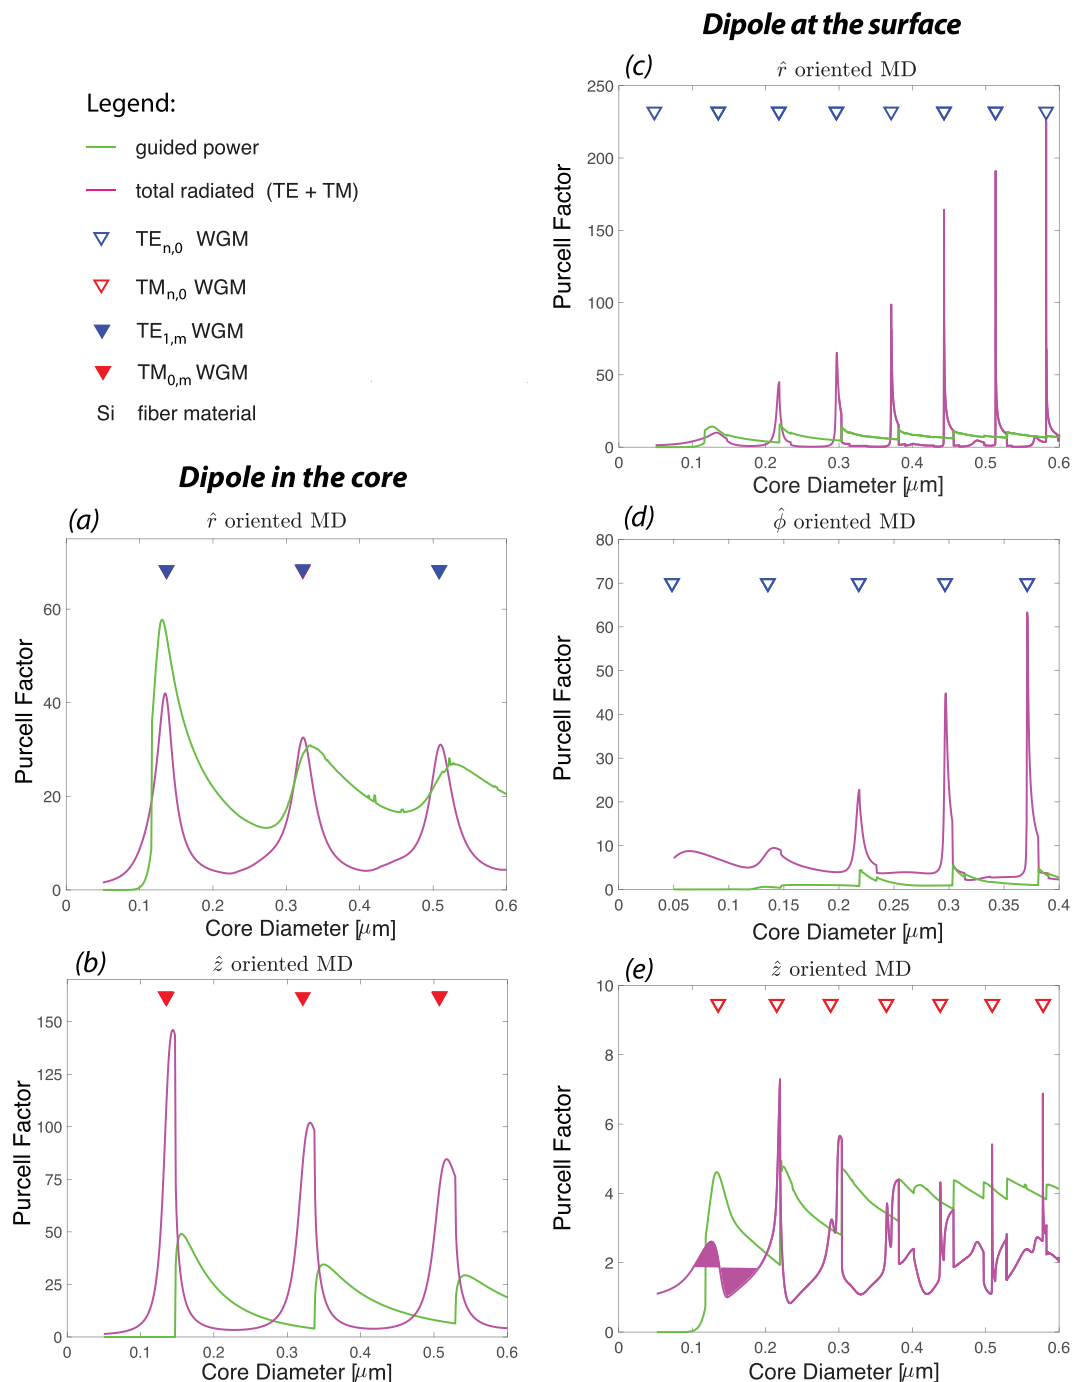 Dipole at the surface
(c)
r̂ oriented MD
250
200
150
100
50
0
0 0.1 0.2 0.3 0.4 0.5 0.6
Purcell Factor
Core Diameter [μm]
Legend:
guided power
total radiated (TE + TM)
TEn,0 WGM
TMn,0 WGM
TE1,m WGM
TM0,m WGM
Si fiber material
Dipole in the core
(a)
r̂ oriented MD
60
40
20
0
0 0.1 0.2 0.3 0.4 0.5 0.6
Purcell Factor
Core Diameter [μm]
(d)
ϕ̂ oriented MD
80
70
60
50
40
30
20
10
0
0 0.05 0.1 0.15 0.2 0.25 0.3 0.35 0.4
Purcell Factor
Core Diameter [μm]
(b)
ẑ oriented MD
150
125
100
75
50
25
0
0 0.1 0.2 0.3 0.4 0.5 0.6
Purcell Factor
Core Diameter [μm]
(e)
ẑ oriented MD
10
8
6
4
2
0
0 0.1 0.2 0.3 0.4 0.5 0.6
Purcell Factor
Core Diameter [μm]